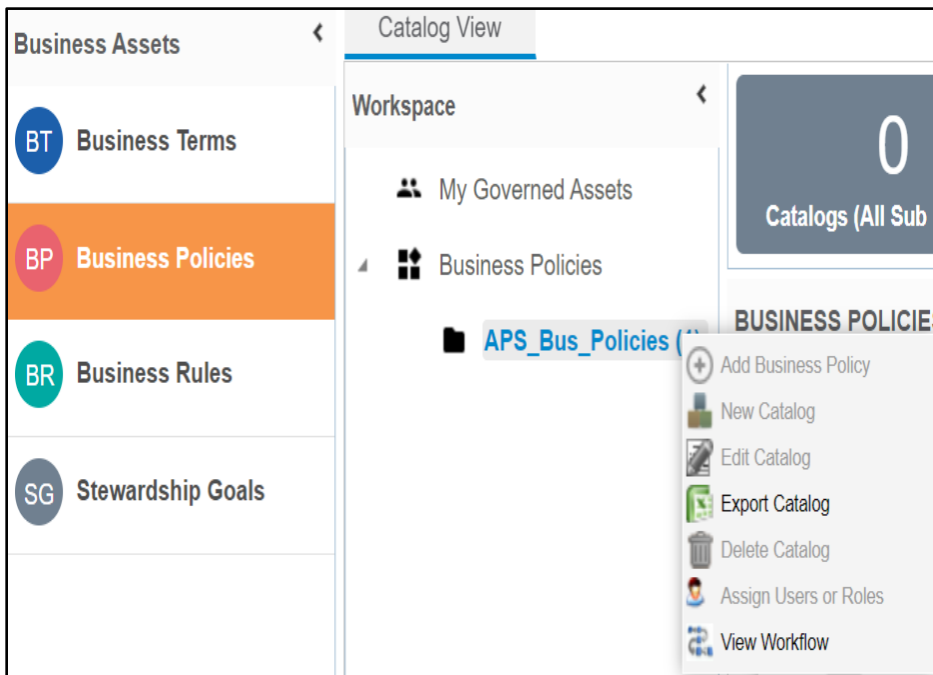 Business Assets
BT Business Terms
BP Business Policies
BR Business Rules
SG Stewardship Goals
Catalog View
Workspace
My Governed Assets
Business Policies
APS_Bus_Policies
0
Catalogs (All Sub
BUSINESS POLICIES
Add Business Policy
New Catalog
Edit Catalog
Export Catalog
Delete Catalog
Assign Users or Roles
View Workflow